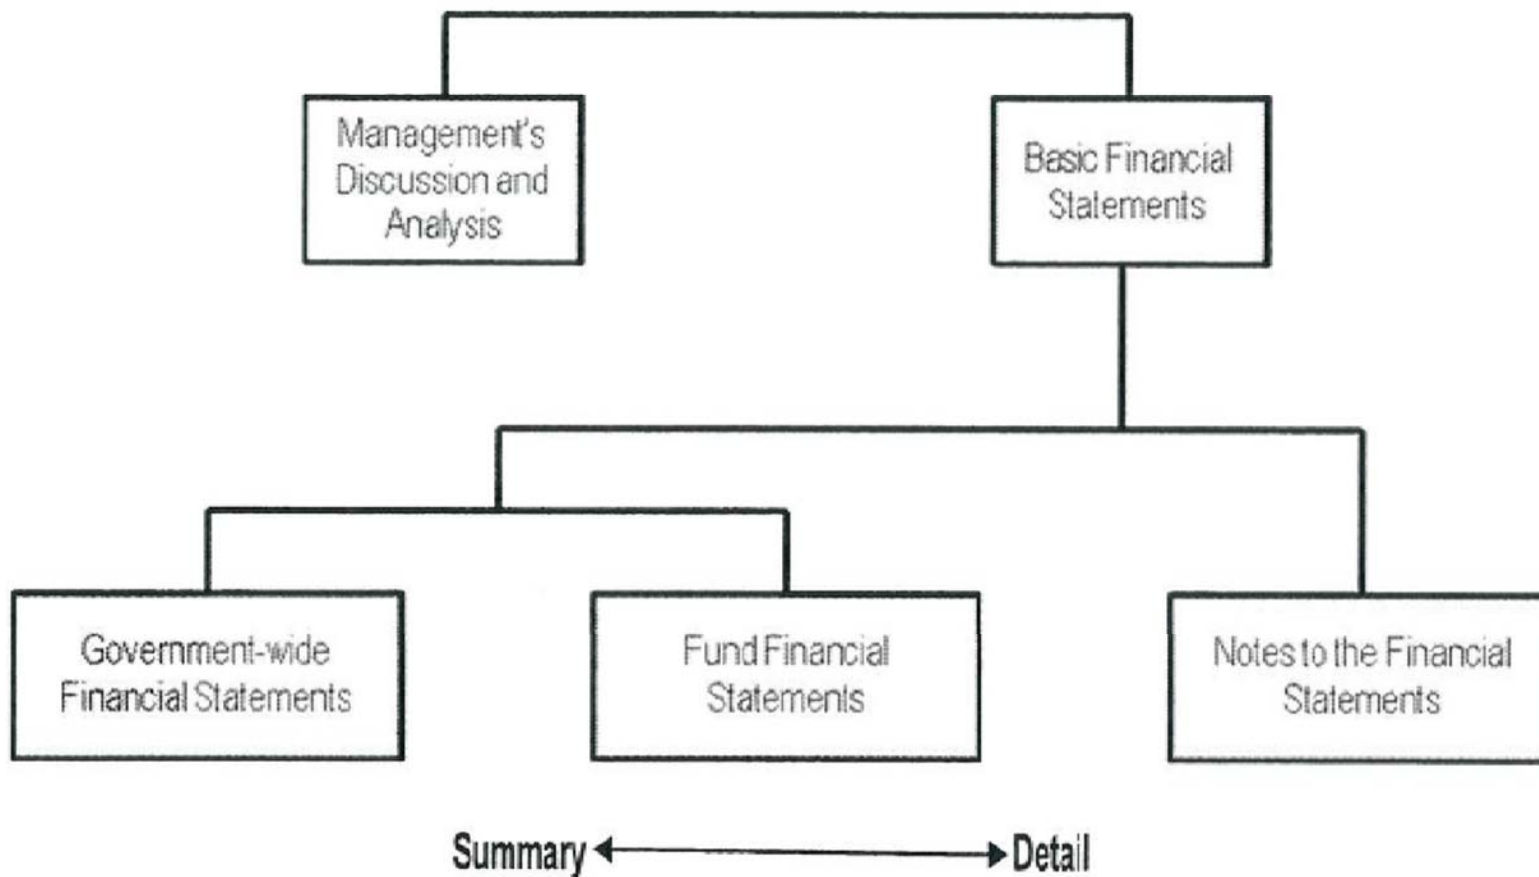 Management's
Discussion and
Analysis
Basic Financial
Statements
Government-wide
Financial Statements
Fund Financial
Statements
Notes to the Financial
Statements
Summary
Detail